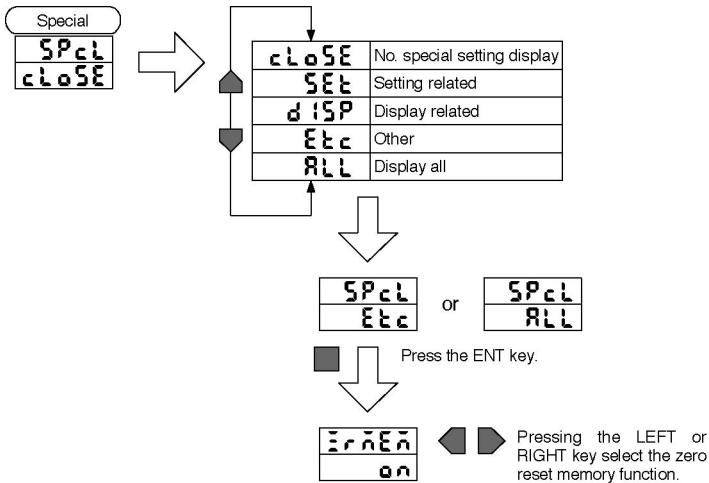 Special
SPcL
cLoSE
cLoSE No. special setting display
SEt Setting related
dISP Display related
Etc Other
ALL Display all
SPcL
Etc
or
SPcL
ALL
Press the ENT key.
on
Pressing the LEFT or
RIGHT key select the zero
reset memory function.